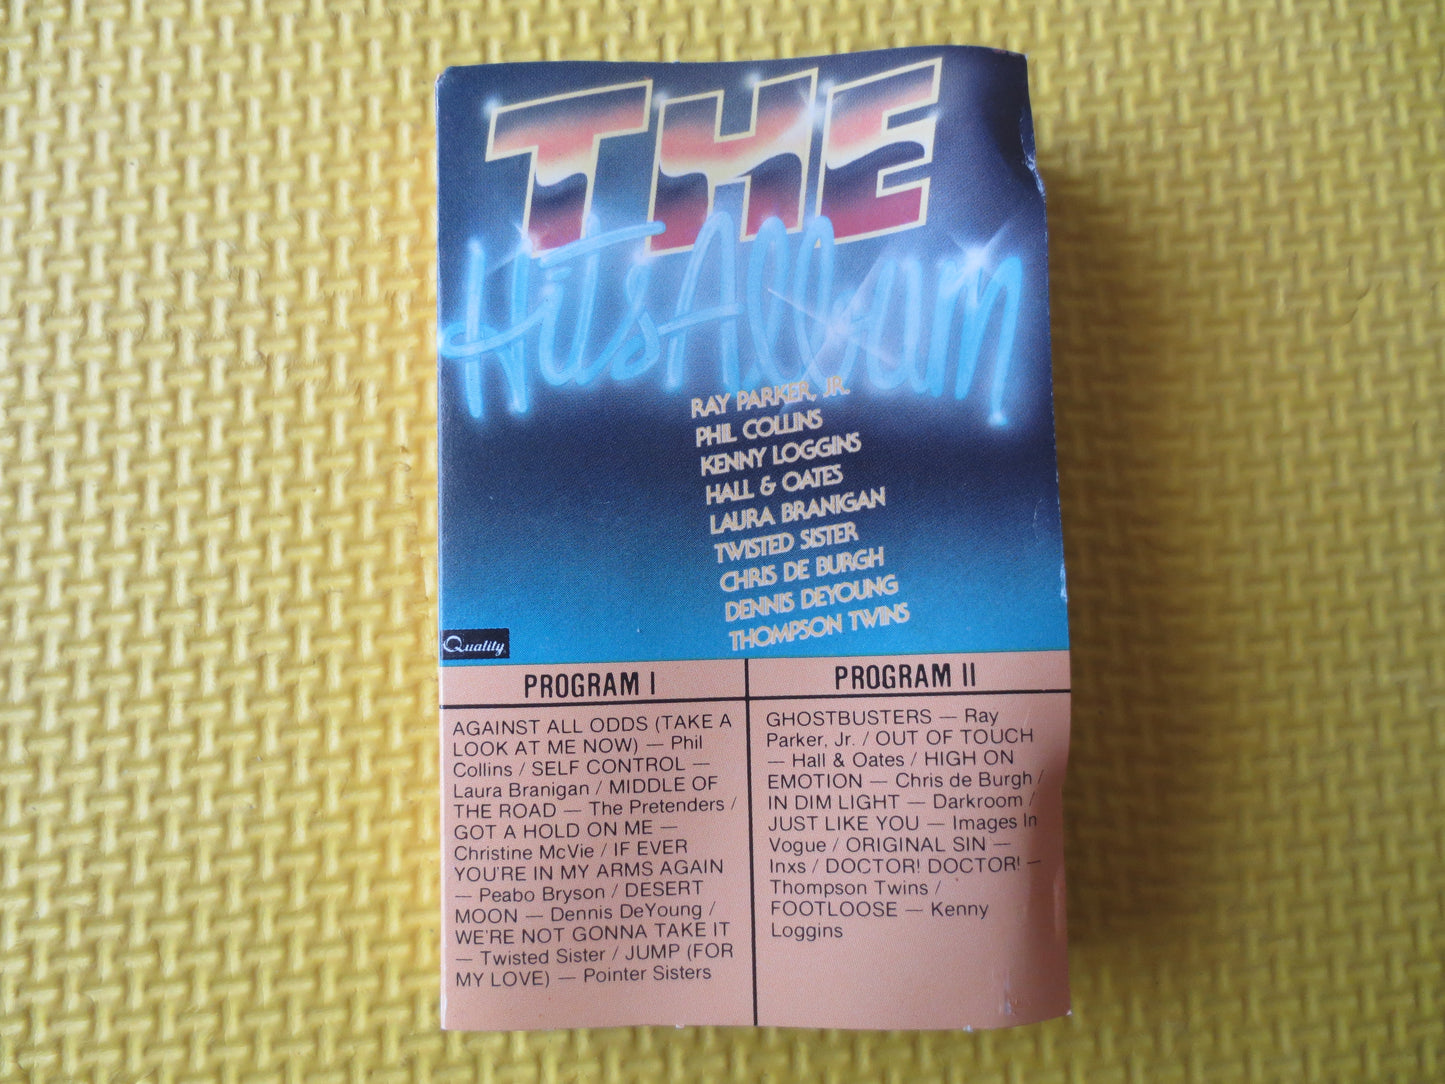 THE
Hits Album
RAY PARKER, JR.
PHIL COLLINS
KENNY LOGGINS
HALL & OATES
LAURA BRANIGAN
TWISTED SISTER
CHRIS DE BURGH
DENNIS DEYOUNG
THOMPSON TWINS
Quality
PROGRAM I
AGAINST ALL ODDS (TAKE A
LOOK AT ME NOW) — Phil
Collins / SELF CONTROL —
Laura Branigan / MIDDLE OF
THE ROAD — The Pretenders /
GOT A HOLD ON ME —
Christine McVie / IF EVER
YOU'RE IN MY ARMS AGAIN
— Peabo Bryson / DESERT
MOON — Dennis DeYoung /
WE'RE NOT GONNA TAKE IT
— Twisted Sister / JUMP (FOR
MY LOVE) — Pointer Sisters
PROGRAM II
GHOSTBUSTERS — Ray
Parker, Jr. / OUT OF TOUCH
— Hall & Oates / HIGH ON
EMOTION — Chris de Burgh /
IN DIM LIGHT — Darkroom /
JUST LIKE YOU — Images In
Vogue / ORIGINAL SIN —
Inxs / DOCTOR! DOCTOR! —
Thompson Twins /
FOOTLOOSE — Kenny
Loggins